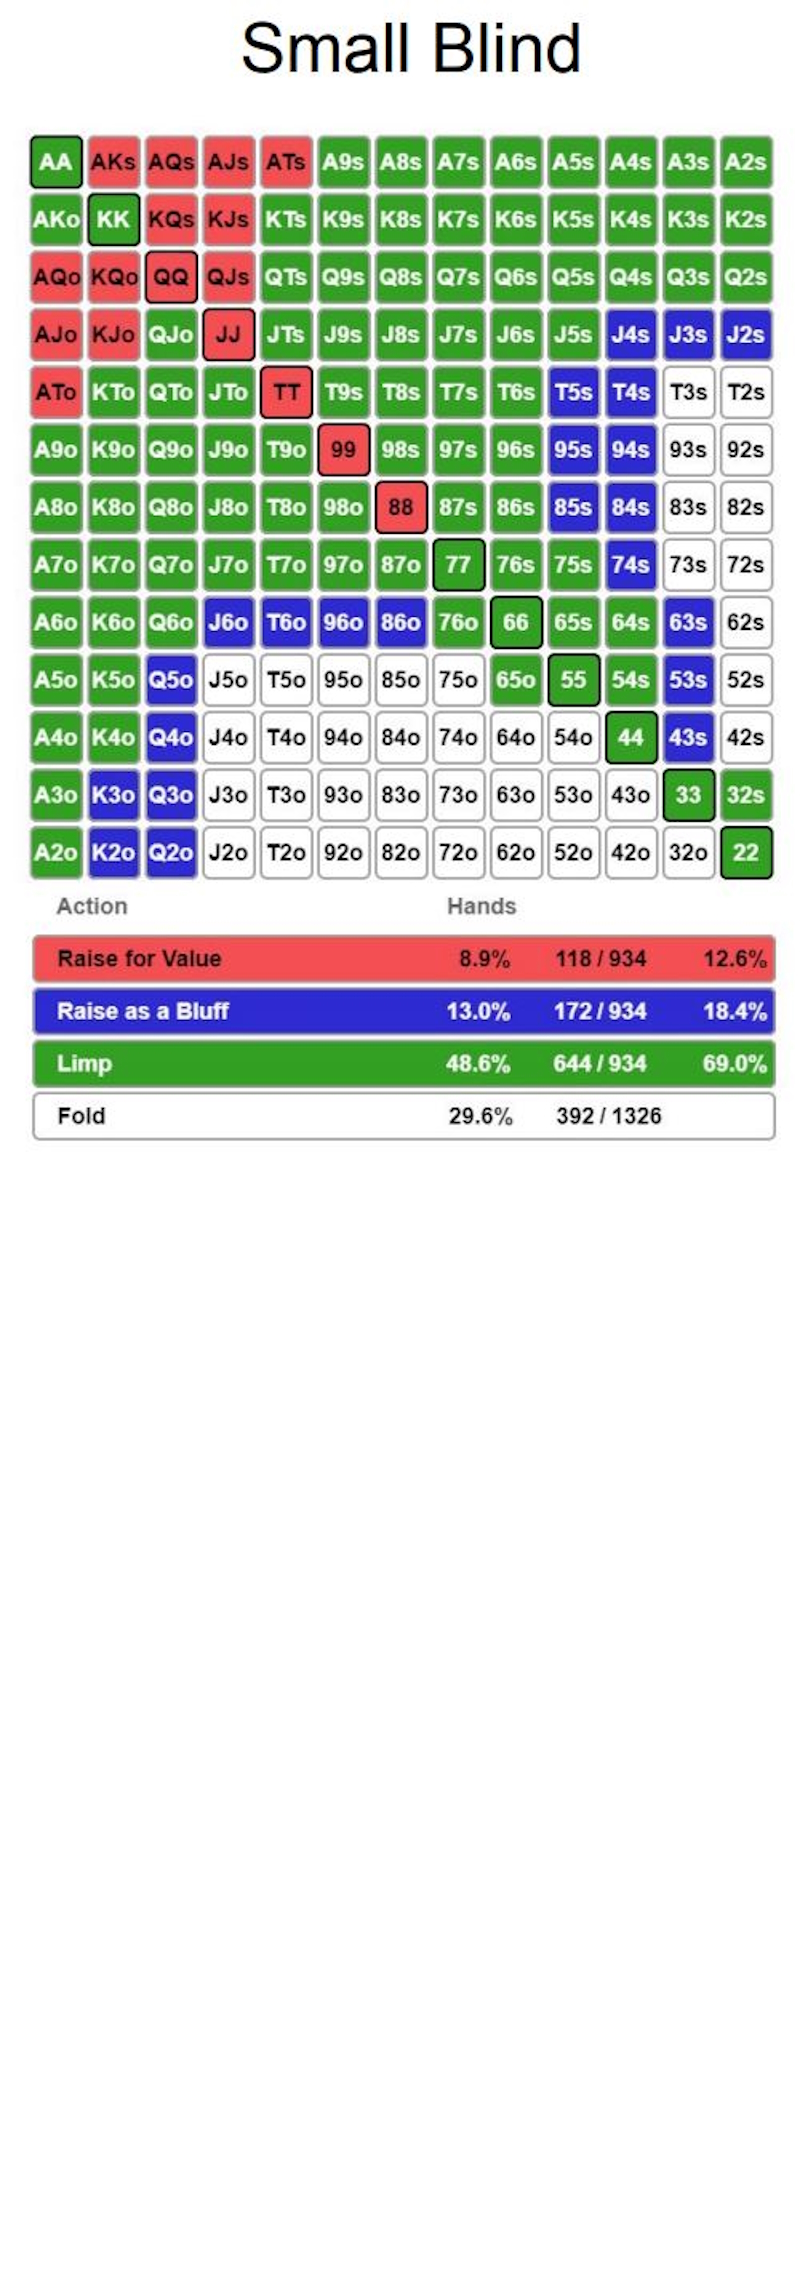 Small Blind
AA AKs AQs AJs ATs A9s A8s A7s A6s A5s A4s A3s A2s
AKo KK KQs KJs KTs K9s K8s K7s K6s K5s K4s K3s K2s
AQo KQo QQ QJs QTs Q9s Q8s Q7s Q6s Q5s Q4s Q3s Q2s
AJo KJo QJo JJ JTs J9s J8s J7s J6s J5s J4s J3s J2s
ATo KTo QTo JTo TT T9s T8s T7s T6s T5s T4s T3s T2s
A9o K9o Q9o J9o T9o 99 98s 97s 96s 95s 94s 93s 92s
A8o K8o Q8o J8o T8o 98o 88 87s 86s 85s 84s 83s 82s
A7o K7o Q7o J7o T7o 97o 87o 77 76s 75s 74s 73s 72s
A6o K6o Q6o J6o T6o 96o 86o 76o 66 65s 64s 63s 62s
A5o K5o Q5o J5o T5o 95o 85o 75o 65o 55 54s 53s 52s
A4o K4o Q4o J4o T4o 94o 84o 74o 64o 54o 44 43s 42s
A3o K3o Q3o J3o T3o 93o 83o 73o 63o 53o 43o 33 32s
A2o K2o Q2o J2o T2o 92o 82o 72o 62o 52o 42o 32o 22
Action Hands
Raise for Value 8.9% 118 / 934 12.6%
Raise as a Bluff 13.0% 172 / 934 18.4%
Limp 48.6% 644 / 934 69.0%
Fold 29.6% 392 / 1326